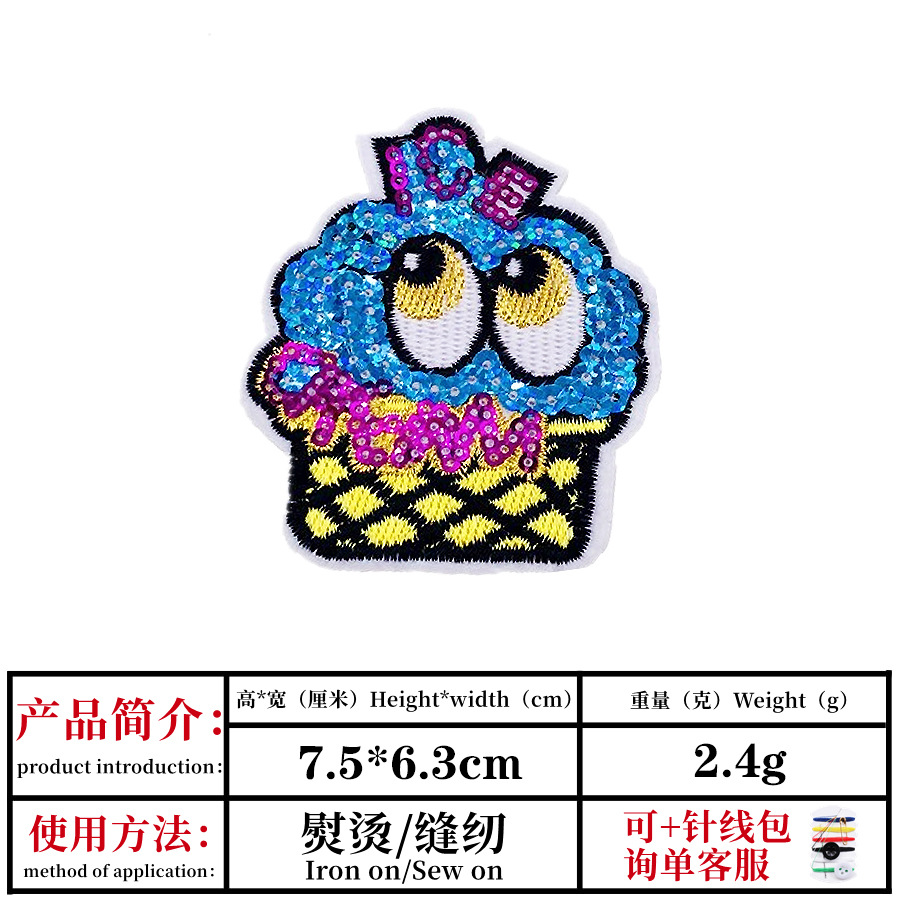 ICE
产品简介：
product introduction：
高*宽（厘米）Height*width（cm）
重量（克）Weight（g）
7.5*6.3cm
2.4g
使用方法：
method of application：
熨烫/缝纫
Iron on/Sew on
可+针线包
询单客服